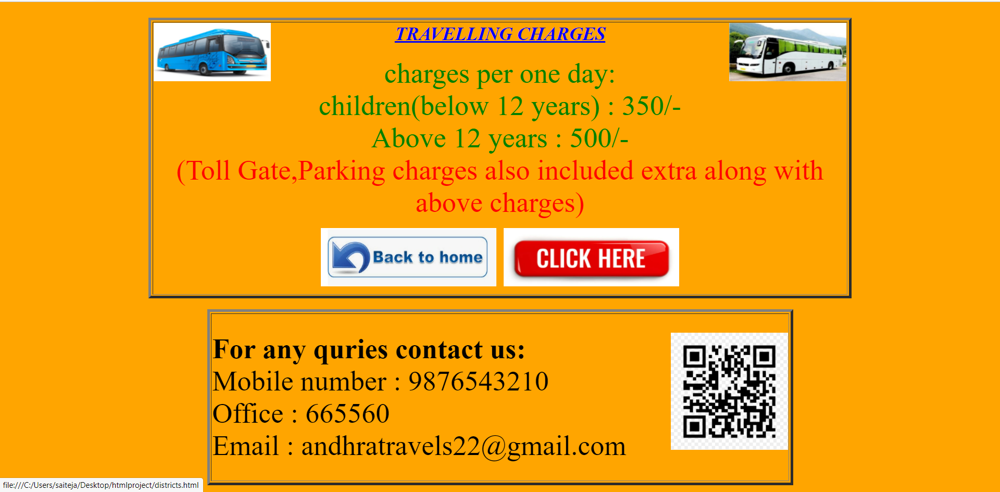 TRAVELLING CHARGES
charges per one day:
children(below 12 years) : 350/-
Above 12 years : 500/-
(Toll Gate,Parking charges also included extra along with
above charges)
Back to home
CLICK HERE
For any quries contact us:
Mobile number : 9876543210
Office : 665560
Email : andhratravels22@gmail.com
file:///C:/Users/saiteja/Desktop/htmlproject/districts.html